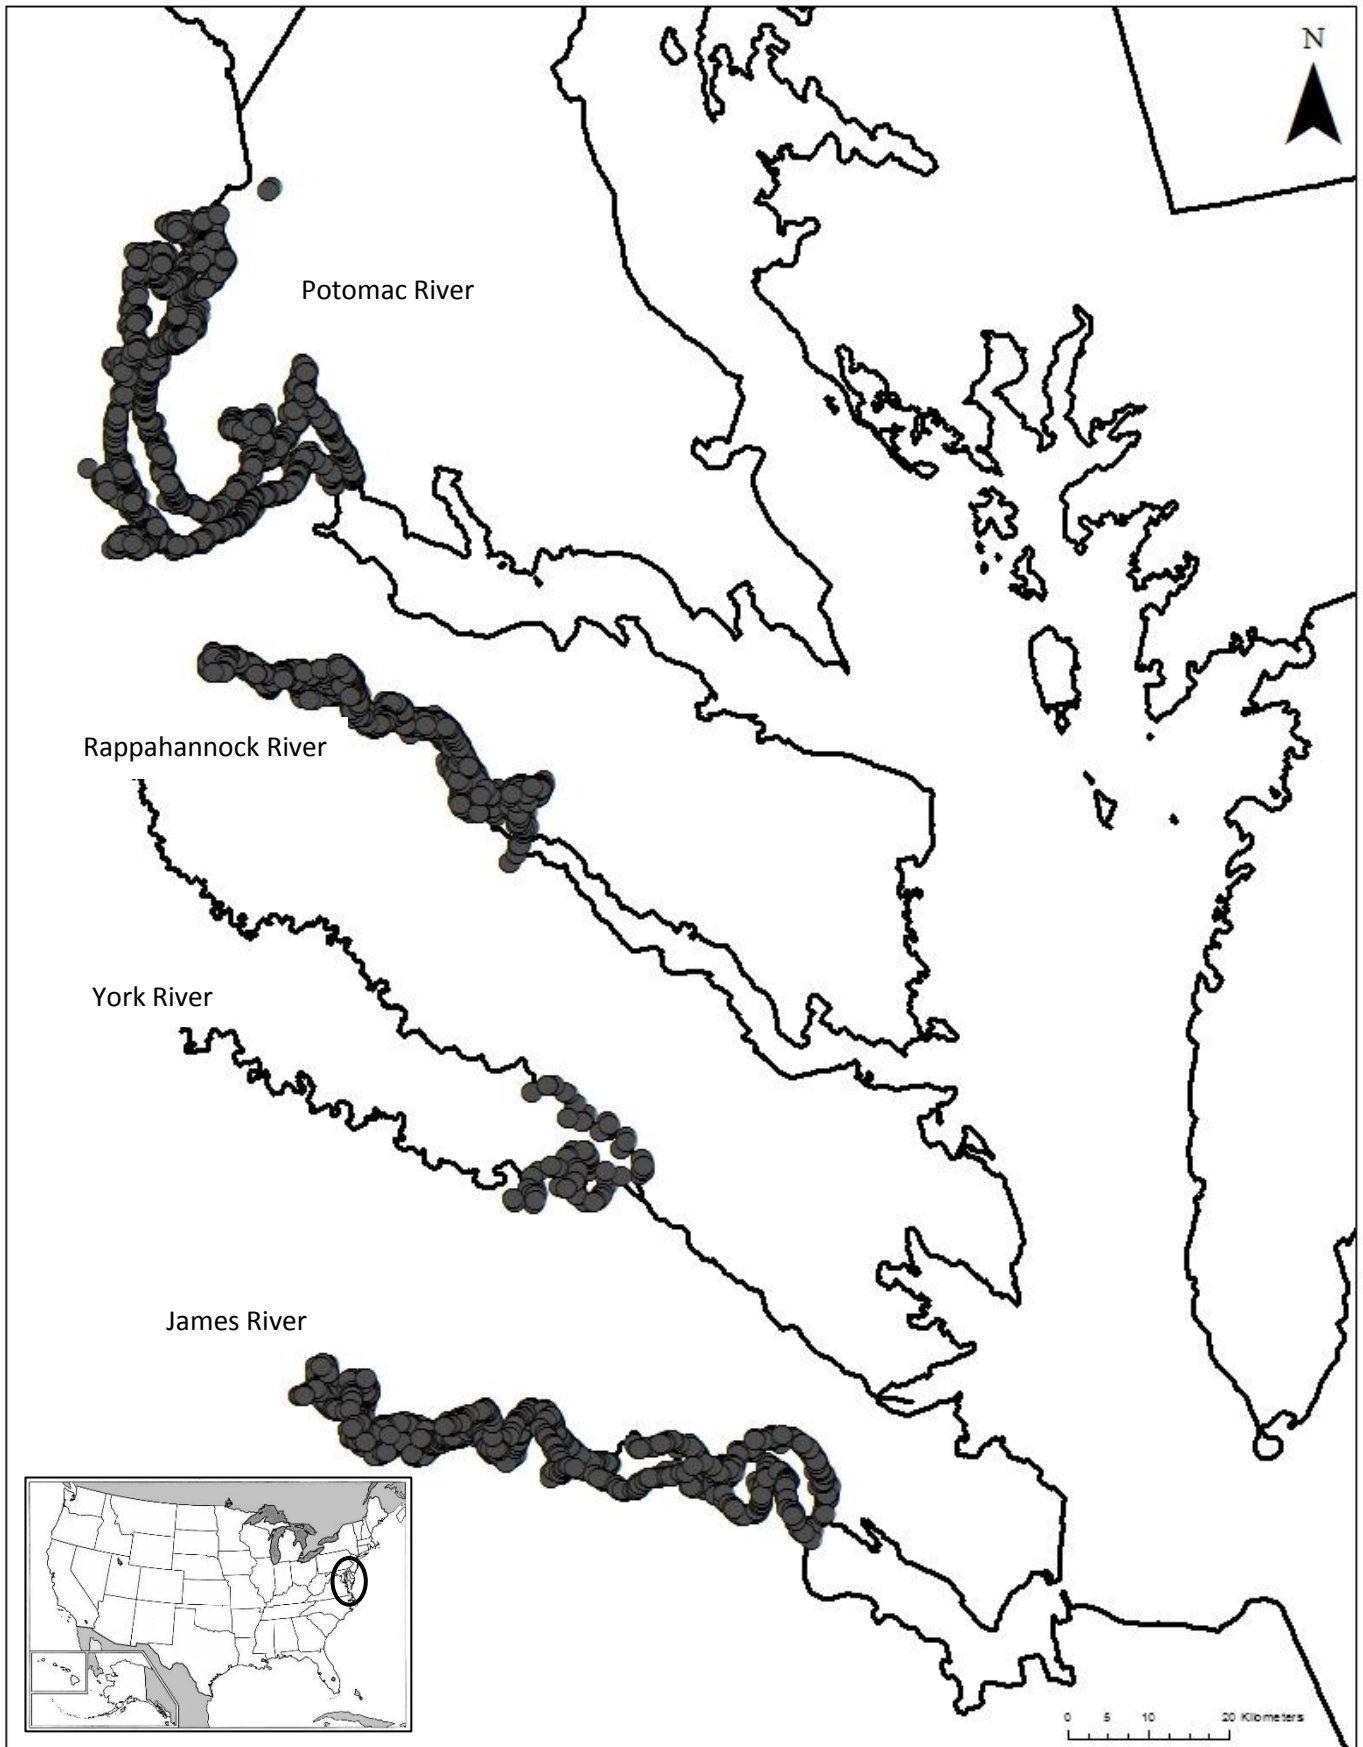 N
Potomac River
Rappahannock River
York River
James River
0 5 10 20 Kilometers